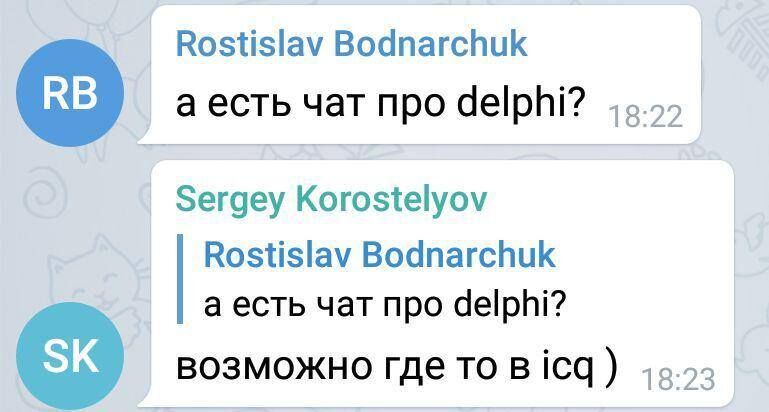 Rostislav Bodnarchuk
RB
а есть чат про delphi? 18:22
Sergey Korostelyov
Rostislav Bodnarchuk
а есть чат про delphi?
SK
возможно где то в icq ) 18:23